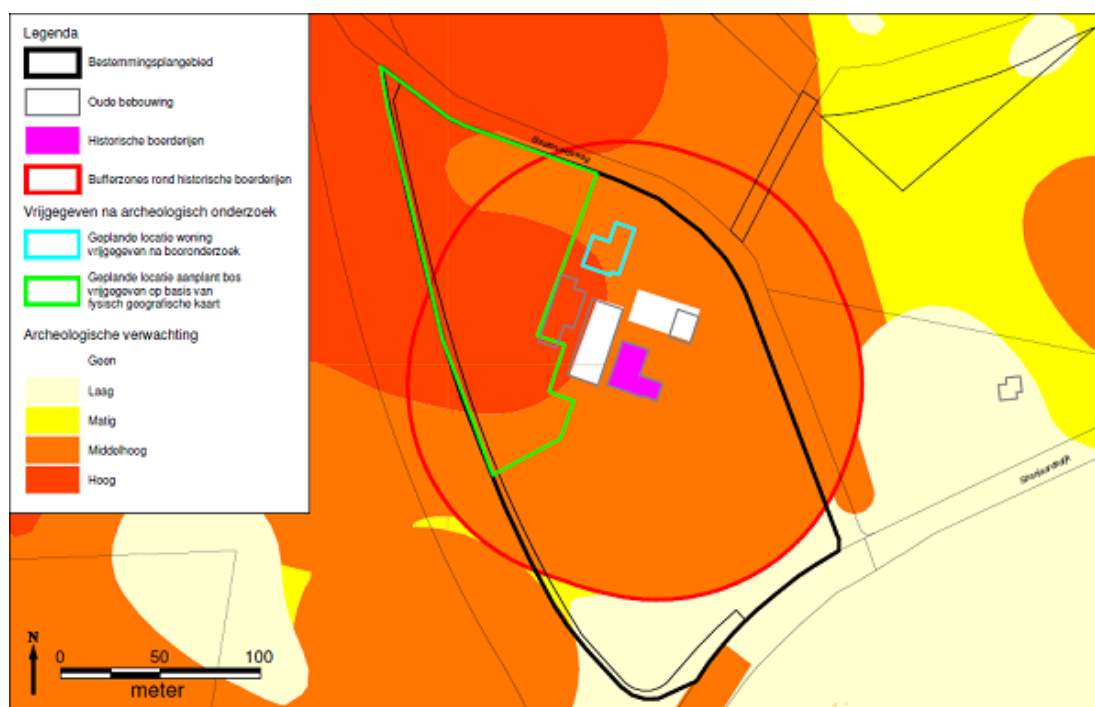 Legenda
Bestemmingsplangebied
Oude bebouwing
Historische boerderijen
Bufferzones rond historische boerderijen
Vrijgegeven na archeologisch onderzoek
Geplande locatie woning
vrijgegeven na booronderzoek
Geplande locatie aanplant bos
vrijgegeven op basis van
fysisch geografische kaart
Archeologische verwachting
Geen
Laag
Matig
Middelhoog
Hoog
N
0 50 100
meter